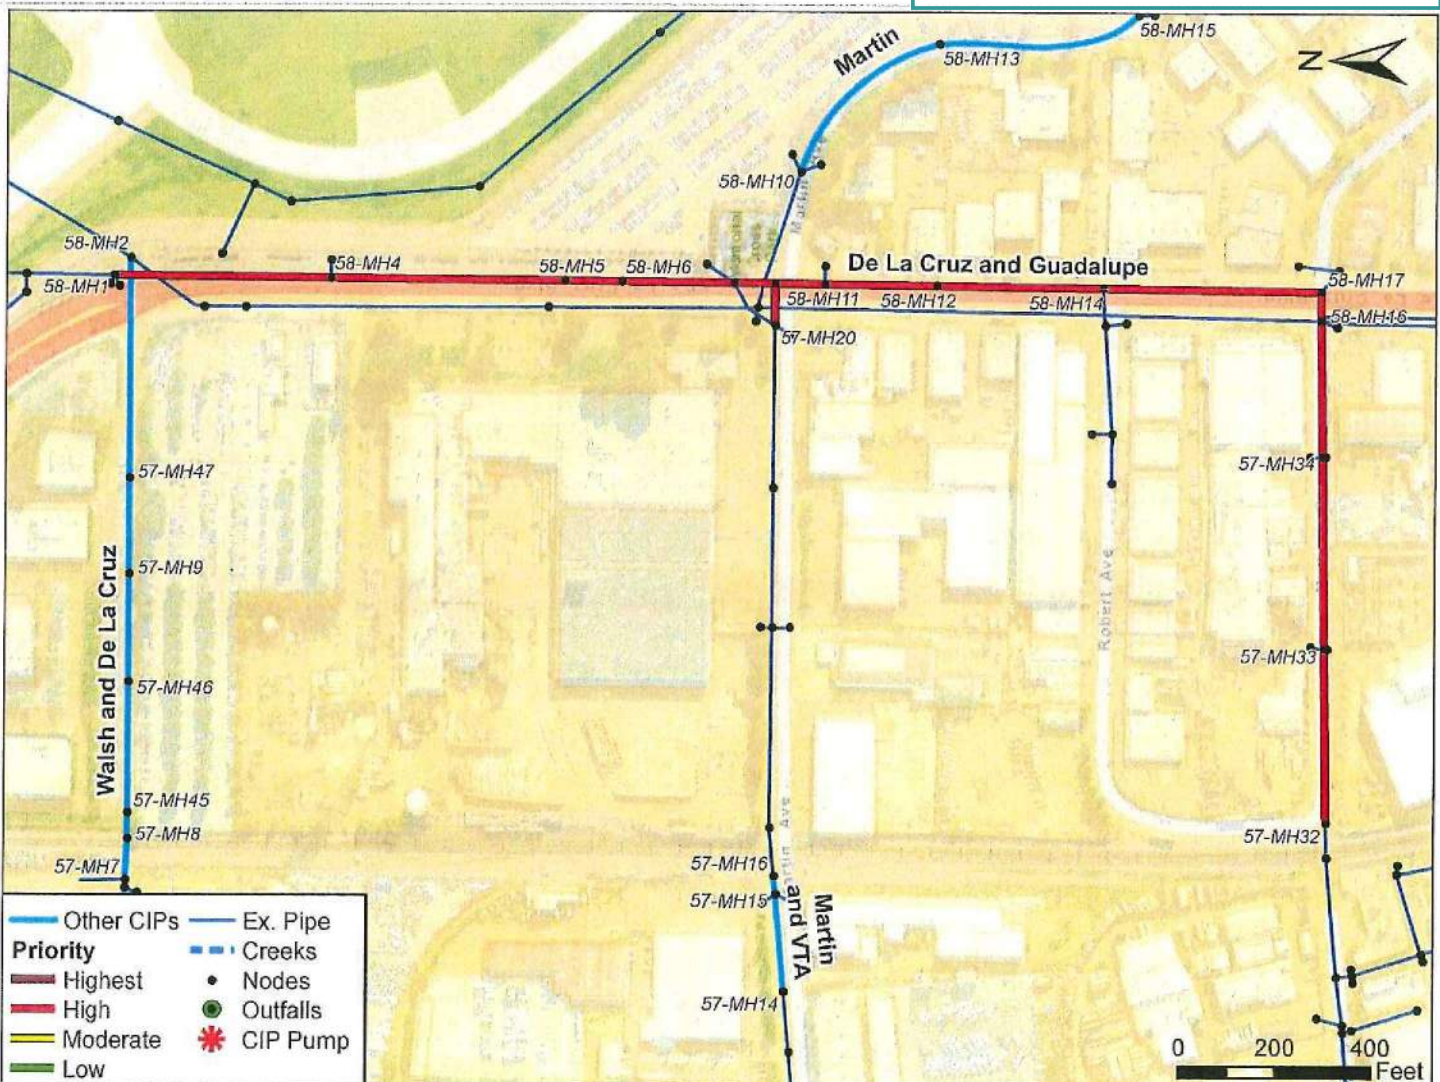 Martin
58-MH15
58-MH13
N
58-MH10
58-MH2
58-MH4
58-MH5
58-MH6
De La Cruz and Guadalupe
58-MH1
58-MH11
58-MH12
58-MH14
58-MH17
58-MH16
57-MH20
57-MH47
57-MH34
57-MH9
Walsh and De La Cruz
Robert Ave
57-MH33
57-MH46
57-MH45
57-MH8
57-MH32
57-MH7
57-MH16
57-MH15
Martin
and VTA
57-MH14
Other CIPs
Ex. Pipe
Priority
Creeks
Highest
Nodes
High
Outfalls
Moderate
CIP Pump
Low
0 200 400
Feet